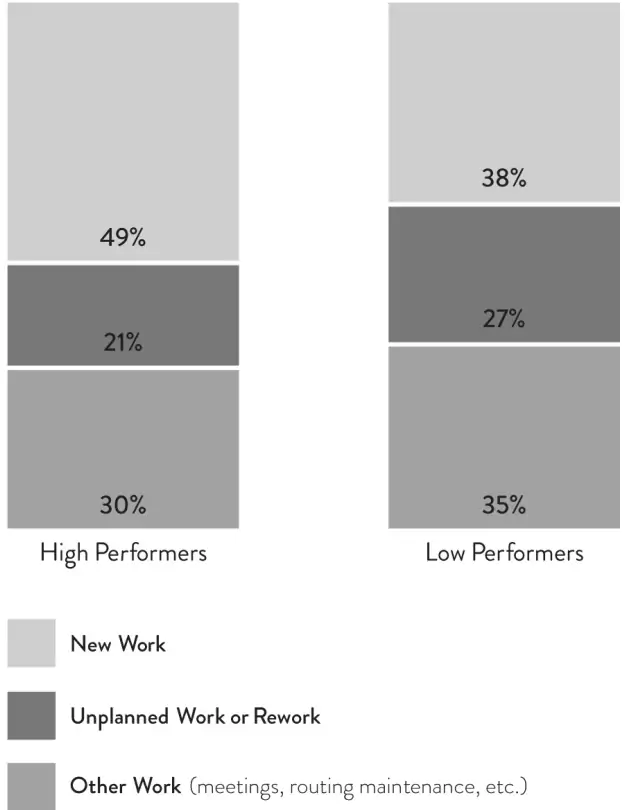 49%
21%
30%
High Performers
38%
27%
35%
Low Performers
New Work
Unplanned Work or Rework
Other Work (meetings, routing maintenance, etc.)